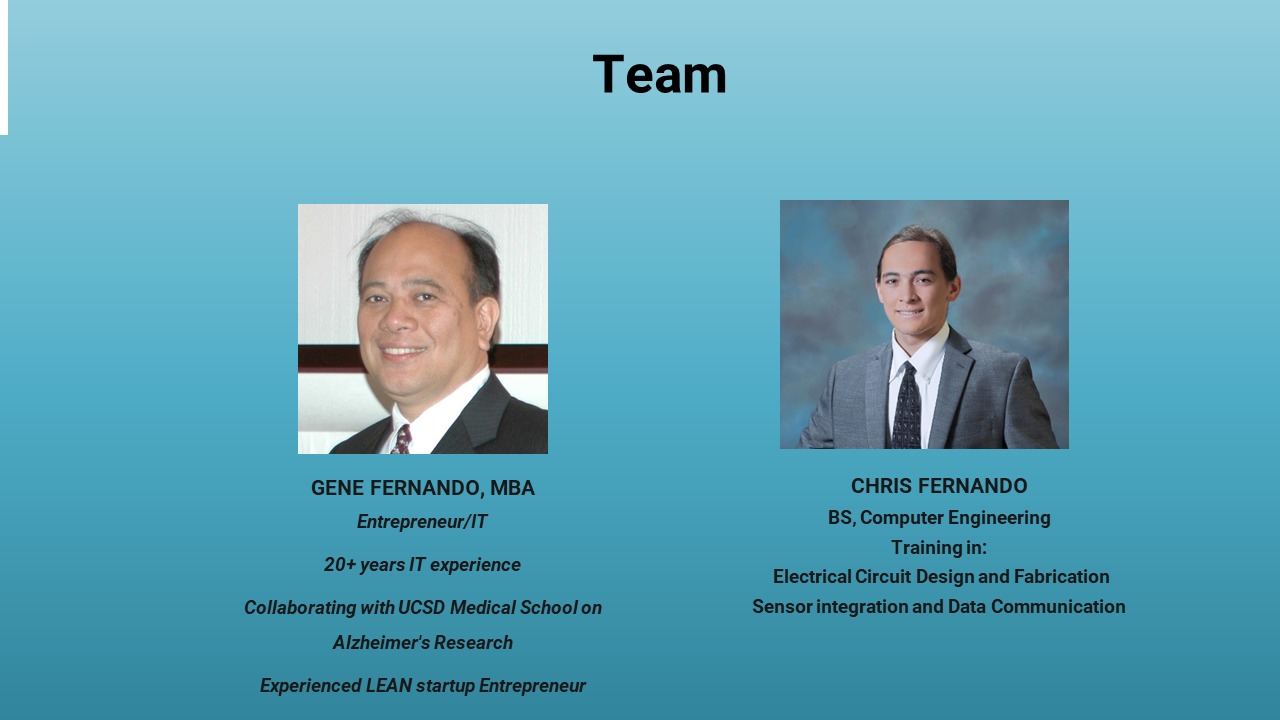 Team
GENE FERNANDO, MBA
Entrepreneur/IT
20+ years IT experience
Collaborating with UCSD Medical School on
Alzheimer's Research
Experienced LEAN startup Entrepreneur
CHRIS FERNANDO
BS, Computer Engineering
Training in:
Electrical Circuit Design and Fabrication
Sensor integration and Data Communication